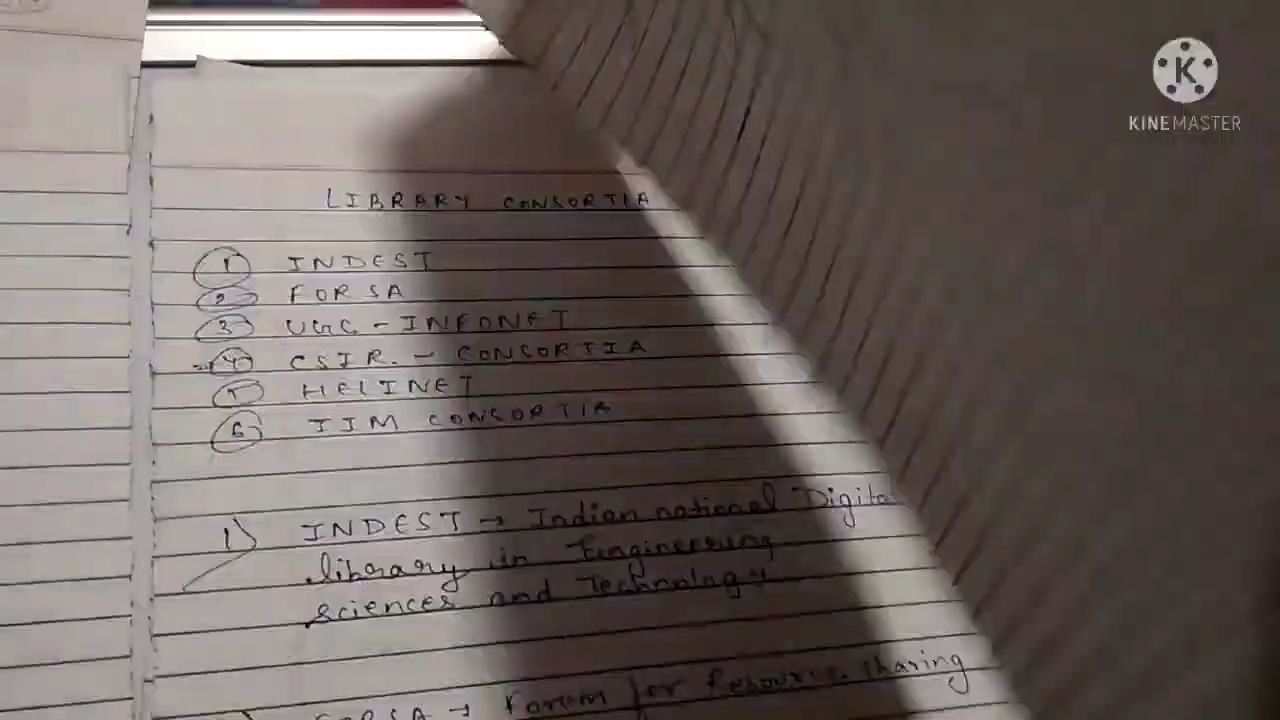 K
KINEMASTER
LIBRARY CONSORTIA
1 INDEST
2 FORSA
3 UGC-INFONET
4 CSIR - CONSORTIA
5 HELINET
6 IIM CONSORTIA
1) INDEST → Indian national Digital
library in Engineering
sciences and Technology
FORSA → Forum for Resource sharing